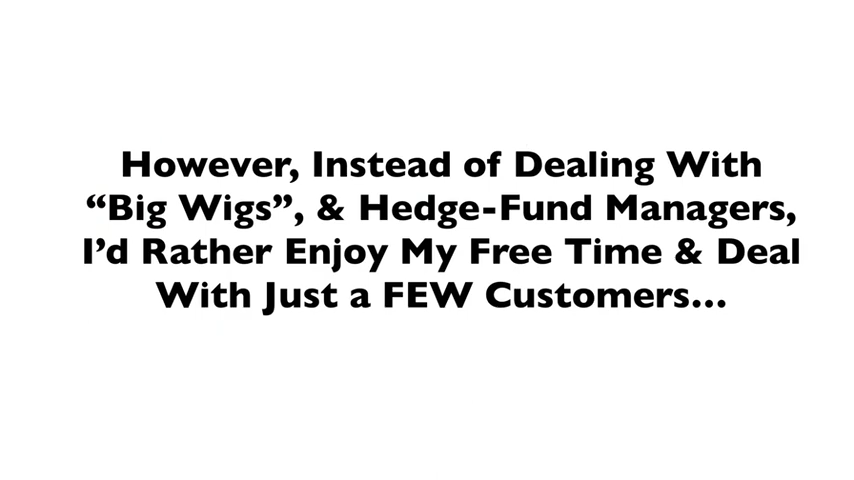 However, Instead of Dealing With
“Big Wigs”, & Hedge-Fund Managers,
I’d Rather Enjoy My Free Time & Deal
With Just a FEW Customers...